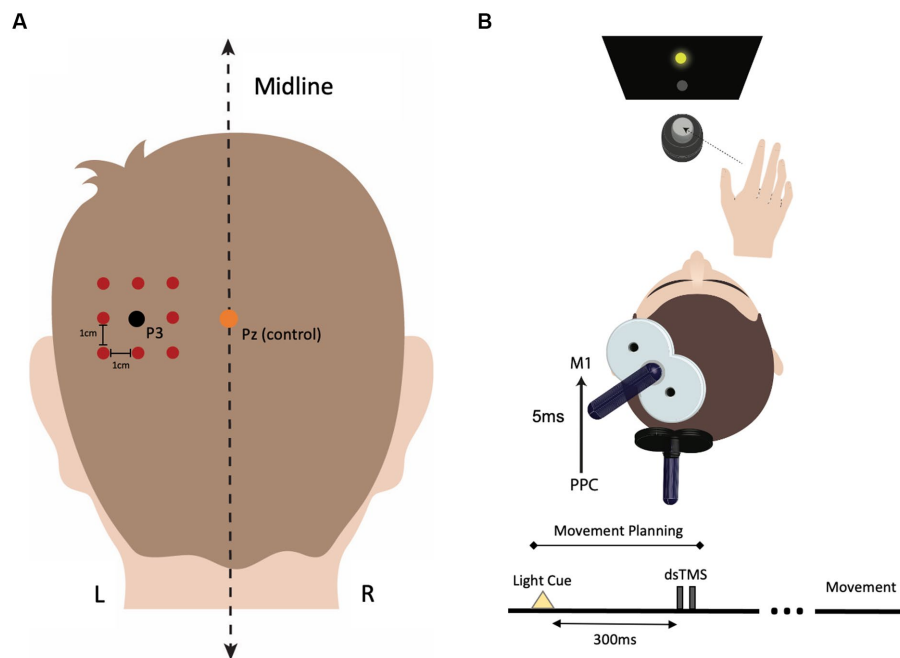 A
Midline
P3
1cm
1cm
Pz (control)
L
R
B
M1
5ms
PPC
Movement Planning
Light Cue
dsTMS
Movement
300ms